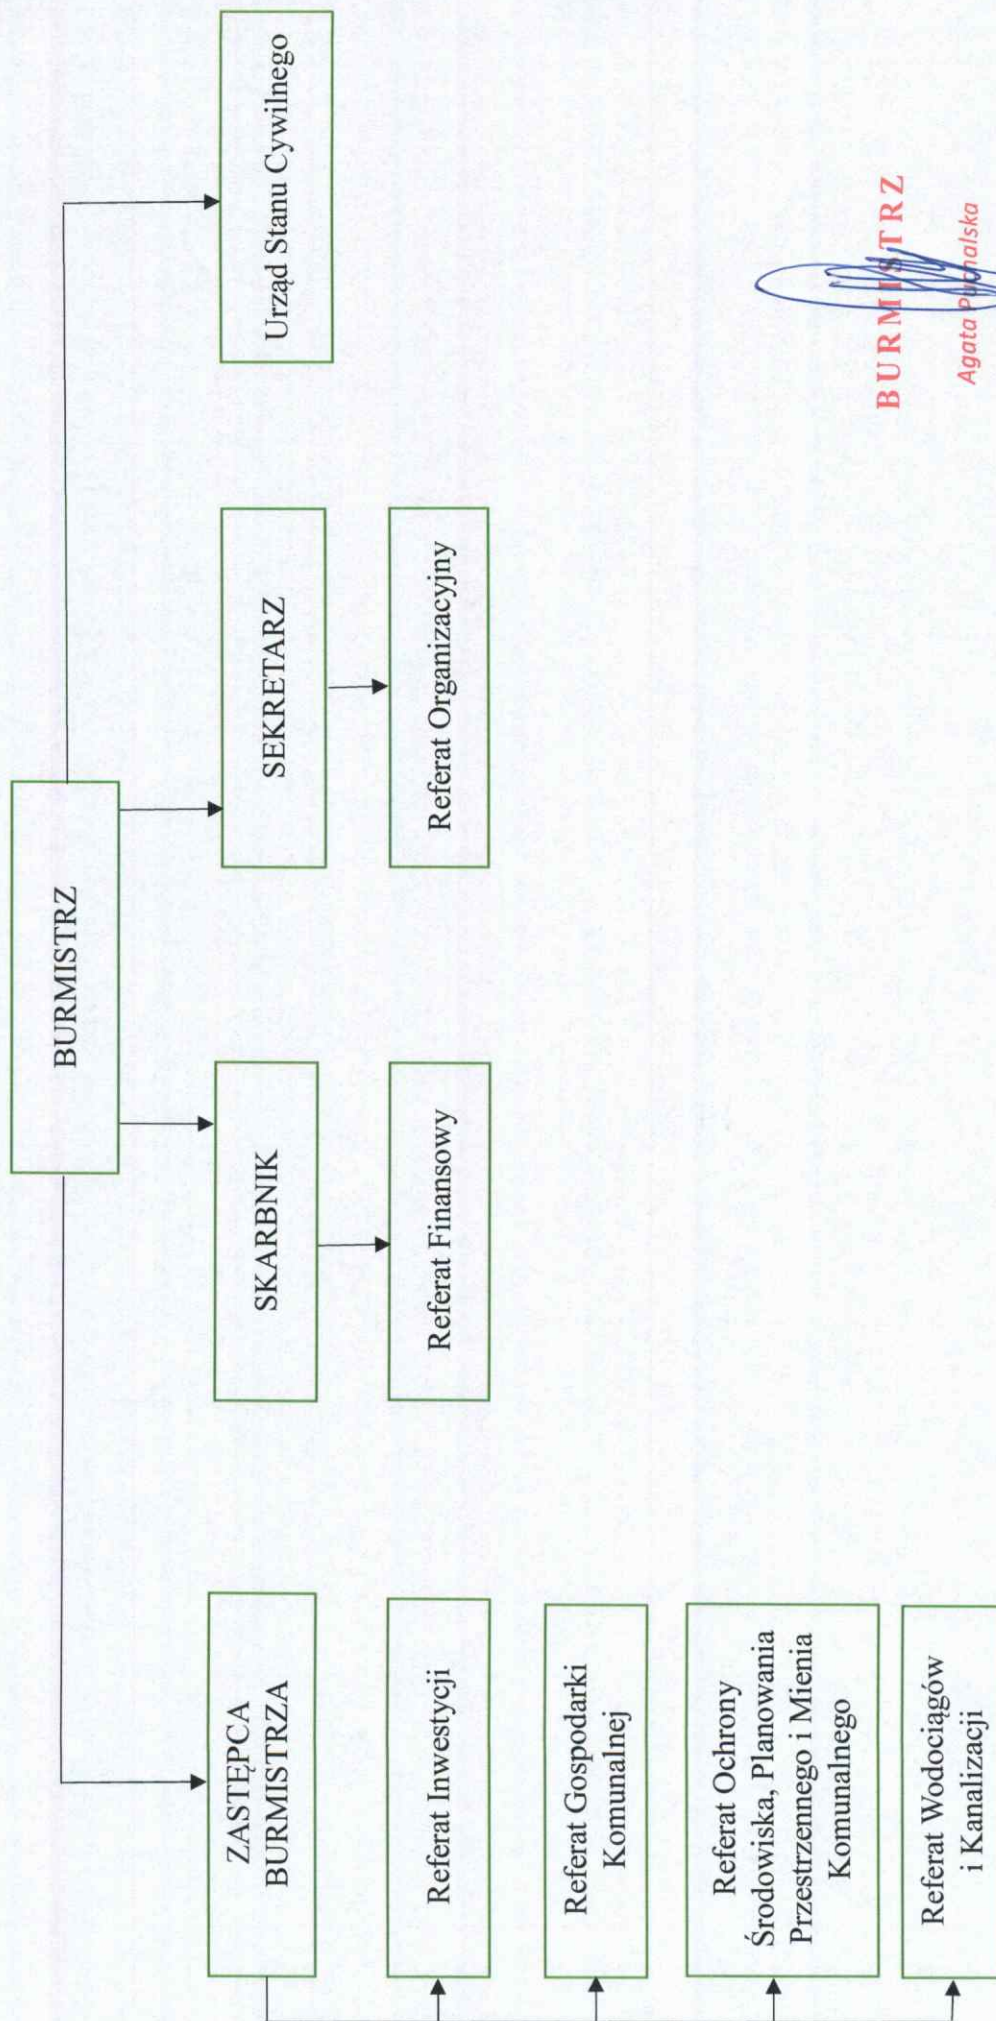 BURMISTRZ
ZASTĘPCA
BURMISTRZA
SKARBNIK
SEKRETARZ
Urząd Stanu Cywilnego
Referat Inwestycji
Referat Finansowy
Referat Organizacyjny
Referat Gospodarki
Komunalnej
Referat Ochrony
Środowiska, Planowania
Przestrzennego i Mienia
Komunalnego
Referat Wodociągów
i Kanalizacji
BURMISTRZ
Agata Puchalska